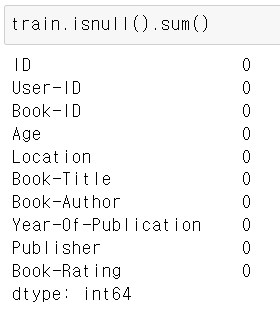 train.isnull().sum()
ID 0
User-ID 0
Book-ID 0
Age 0
Location 0
Book-Title 0
Book-Author 0
Year-Of-Publication 0
Publisher 0
Book-Rating 0
dtype: int64